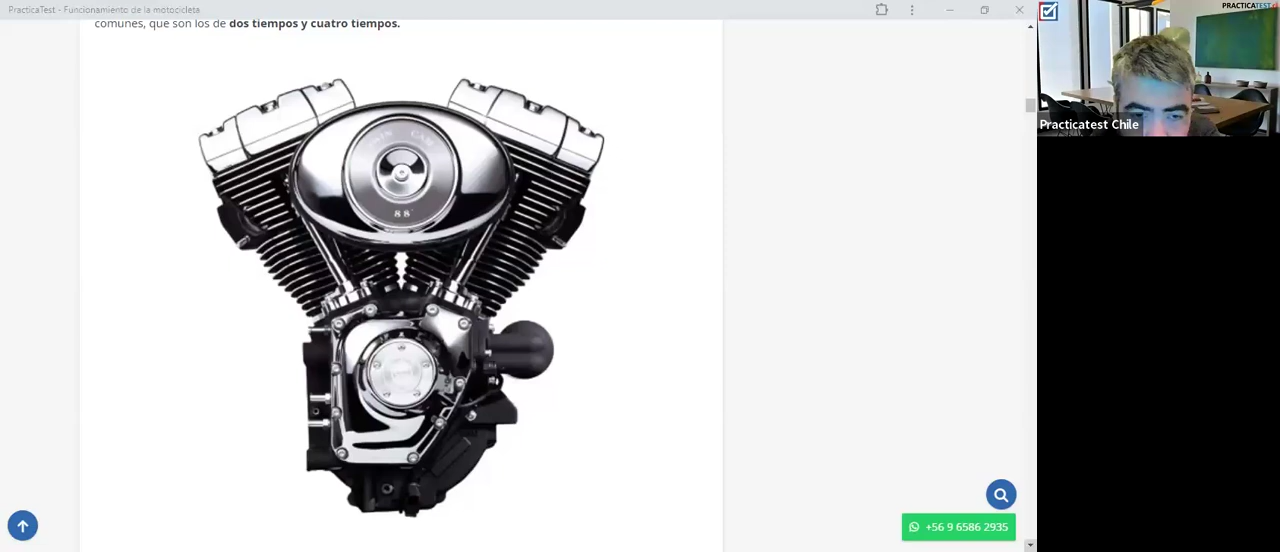 PracticaTest - Funcionamiento de la motocicleta
comunes, que son los de dos tiempos y cuatro tiempos.
88
+56 9 6586 2935
PRACTICATEST
Practicatest Chile